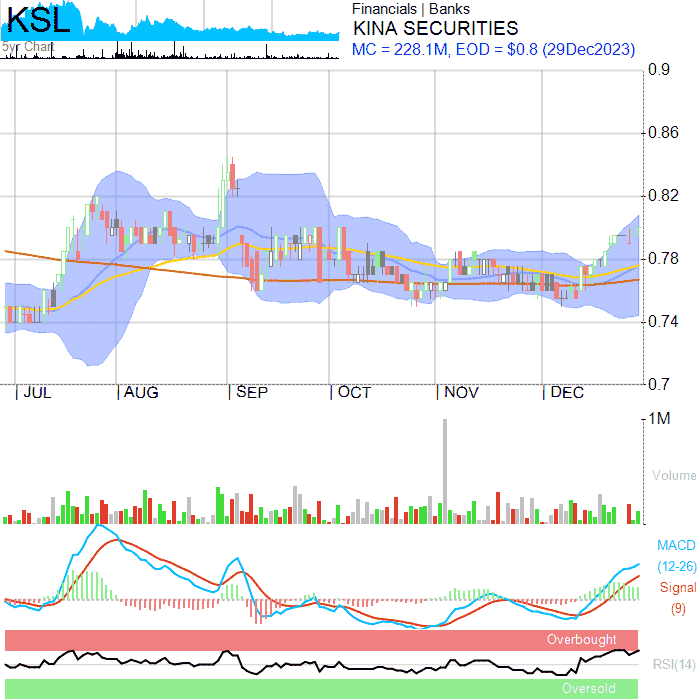 KSL
5yr Chart
Financials | Banks
KINA SECURITIES
MC = 228.1M, EOD = $0.8 (29Dec2023)
0.9
0.86
0.82
0.78
0.74
0.7
JUL AUG SEP OCT NOV DEC
1M
Volume
MACD
(12-26)
Signal
(9)
Overbought
RSI(14)
Oversold